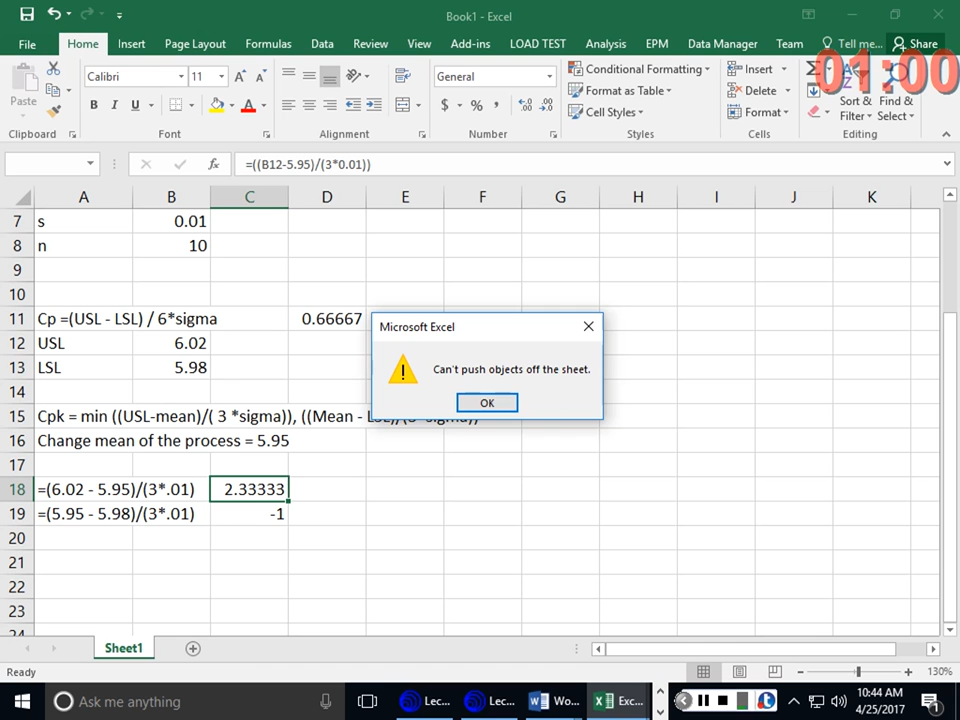 Book1 - Excel
File Home Insert Page Layout Formulas Data Review View Add-ins LOAD TEST Analysis EPM Data Manager Team Tell me... Share
01:00
Paste
Calibri 11
General
Conditional Formatting
Format as Table
Cell Styles
Insert
Delete
Format
Sort & Filter
Find & Select
B I U
$ % ,
Clipboard Font Alignment Number Styles Cells Editing
fx =((B12-5.95)/(3*0.01))
A B C D E F G H I J K
7 s 0.01
8 n 10
9
10
11 Cp =(USL - LSL) / 6*sigma 0.66667
12 USL 6.02
13 LSL 5.98
14
15 Cpk = min ((USL-mean)/( 3 *sigma)), ((Mean -
16 Change mean of the process = 5.95
17
18 =(6.02 - 5.95)/(3*.01) 2.33333
19 =(5.95 - 5.98)/(3*.01) -1
20
21
22
23
24
Microsoft Excel
Can't push objects off the sheet.
OK
Sheet1
Ready
130%
Ask me anything
Lec...
Lec...
Wo...
Exc...
10:44 AM
4/25/2017
1